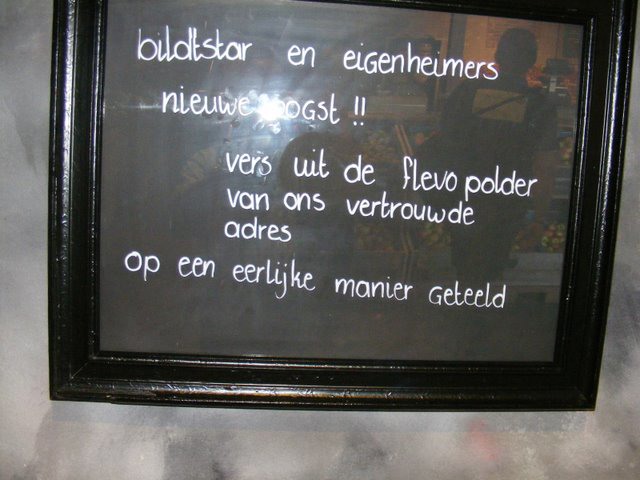 bildtstar en eigenheimers
nieuwe oogst !!
vers uit de flevo polder
van ons vertrouwde
adres
op een eerlijke manier geteeld